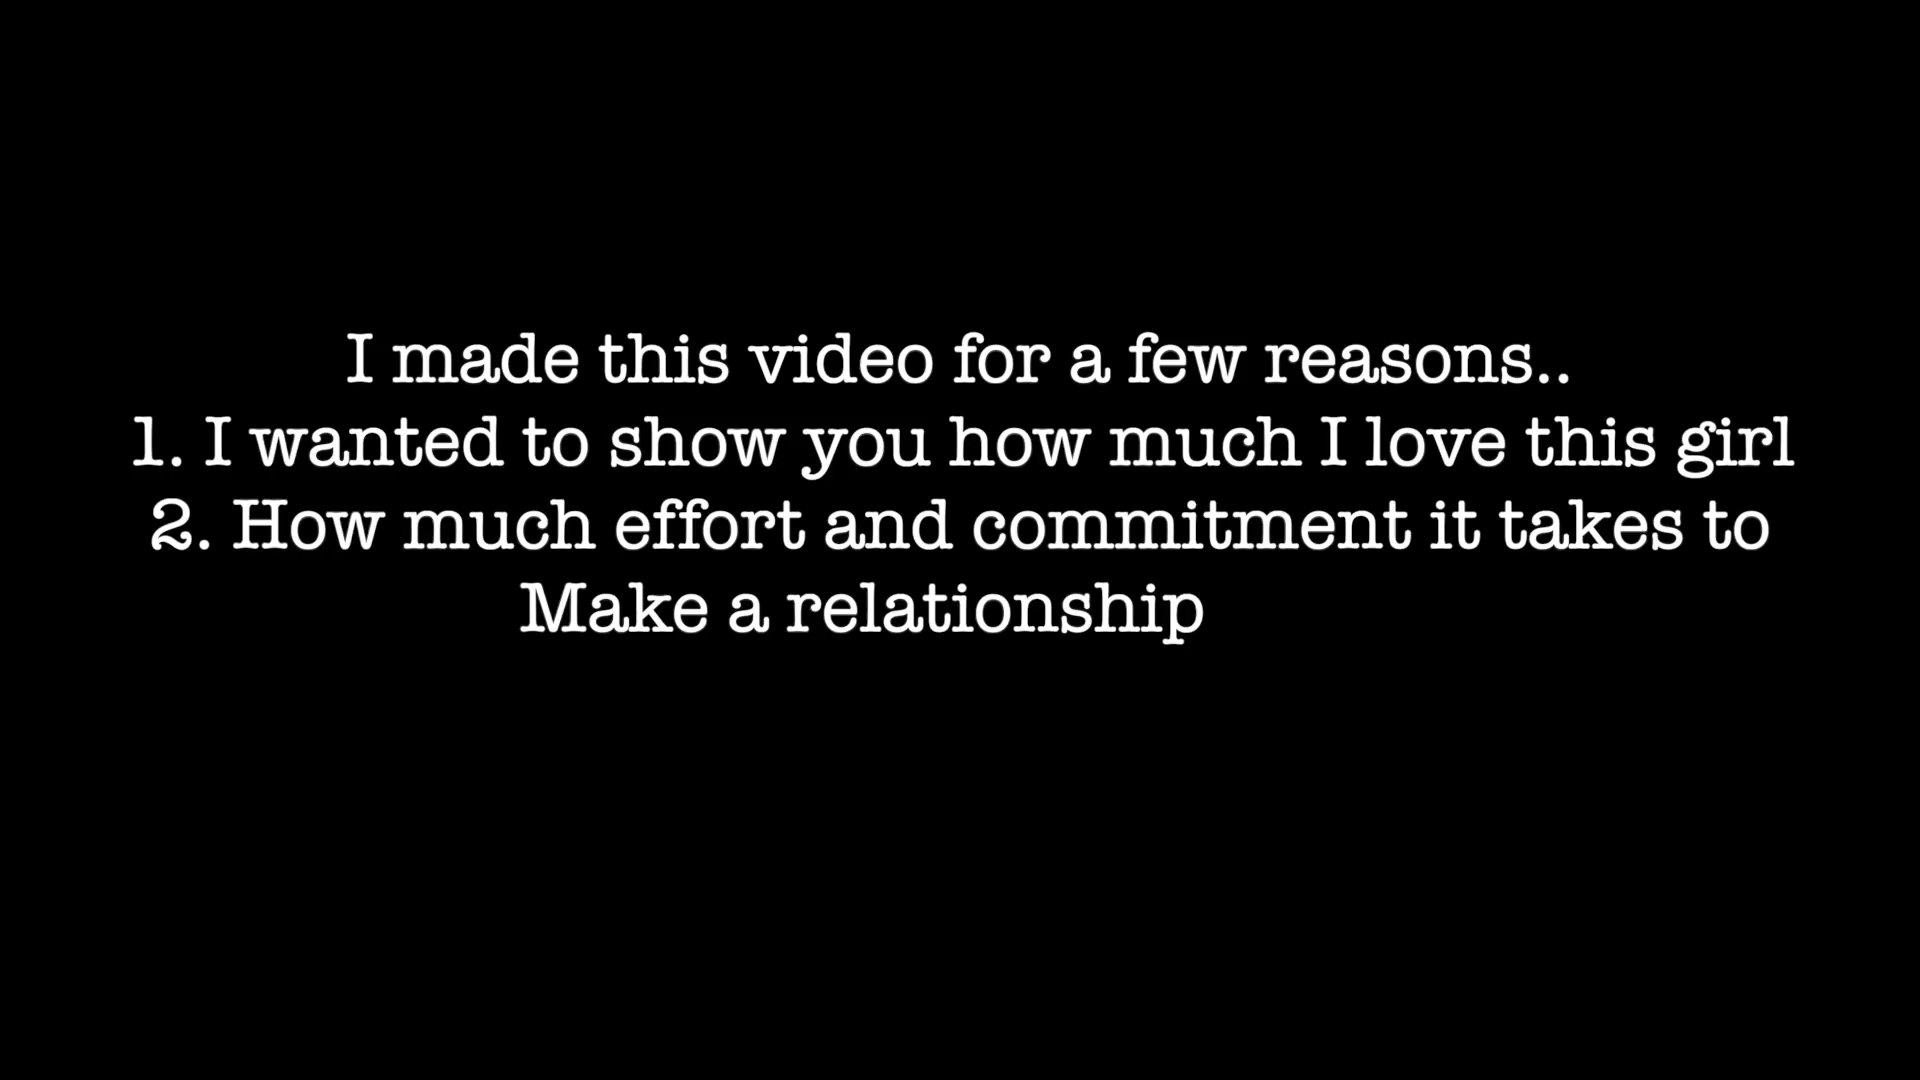 I made this video for a few reasons..
1. I wanted to show you how much I love this girl
2. How much effort and commitment it takes to
Make a relationship